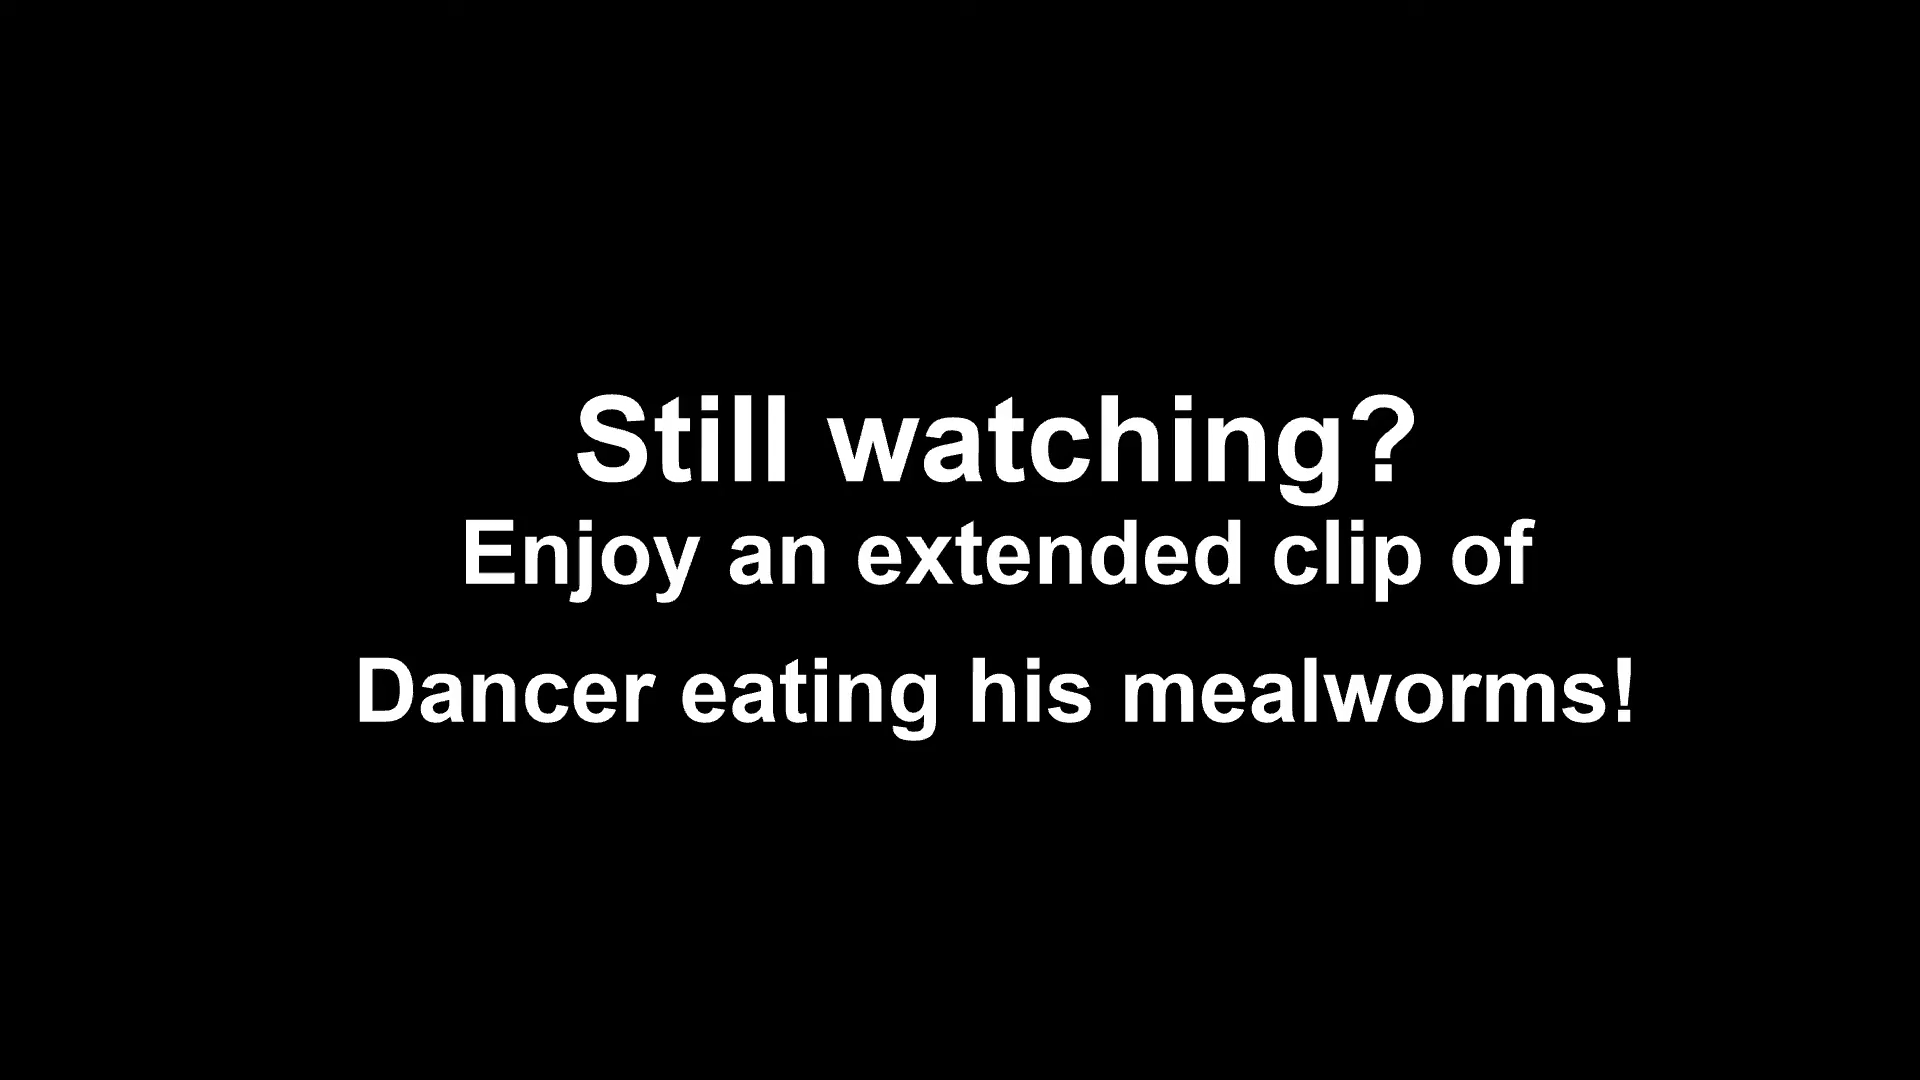 Still watching?
Enjoy an extended clip of
Dancer eating his mealworms!